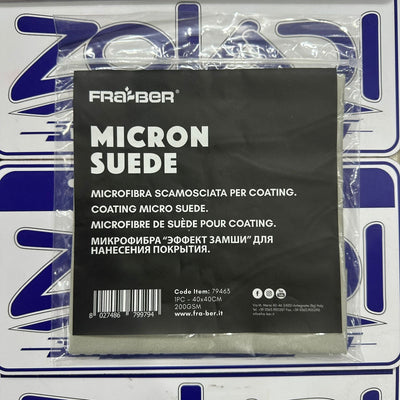 FRA-BER®
MICRON
SUEDE
MICROFIBRA SCAMOSCIATA PER COATING.
COATING MICRO SUEDE.
MICROFIBRE DE SUÈDE POUR COATING.
МИКРОФИБРА "ЭФФЕКТ ЗАМШИ" ДЛЯ
НАНЕСЕНИЯ ПОКРЫТИЯ.
Code Item: 79463
1PC - 40x40CM
200GSM
www.fra-ber.it
8 027486 799794